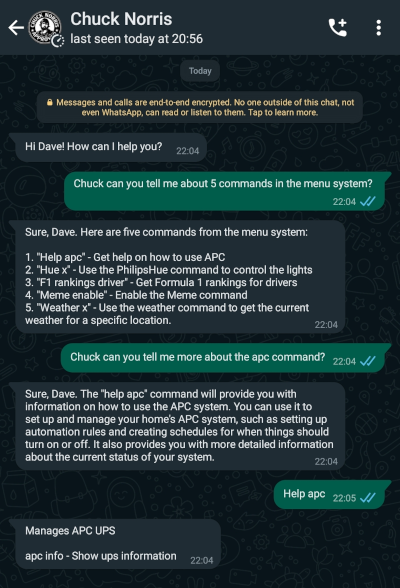 Chuck Norris
last seen today at 20:56
Today
Messages and calls are end-to-end encrypted. No one outside of this chat, not
even WhatsApp, can read or listen to them. Tap to learn more.
Hi Dave! How can I help you?
22:04
Chuck can you tell me about 5 commands in the menu system?
22:04
Sure, Dave. Here are five commands from the menu system:
1. "Help apc" - Get help on how to use APC
2. "Hue x" - Use the PhilipsHue command to control the lights
3. "F1 rankings driver" - Get Formula 1 rankings for drivers
4. "Meme enable" - Enable the Meme command
5. "Weather x" - Use the weather command to get the current
weather for a specific location.
22:04
Chuck can you tell me more about the apc command?
22:04
Sure, Dave. The "help apc" command will provide you with
information on how to use the APC system. You can use it to
set up and manage your home's APC system, such as setting up
automation rules and creating schedules for when things should
turn on or off. It also provides you with more detailed information
about the current status of your system.
22:04
Help apc
22:05
Manages APC UPS
apc info - Show ups information
22:04